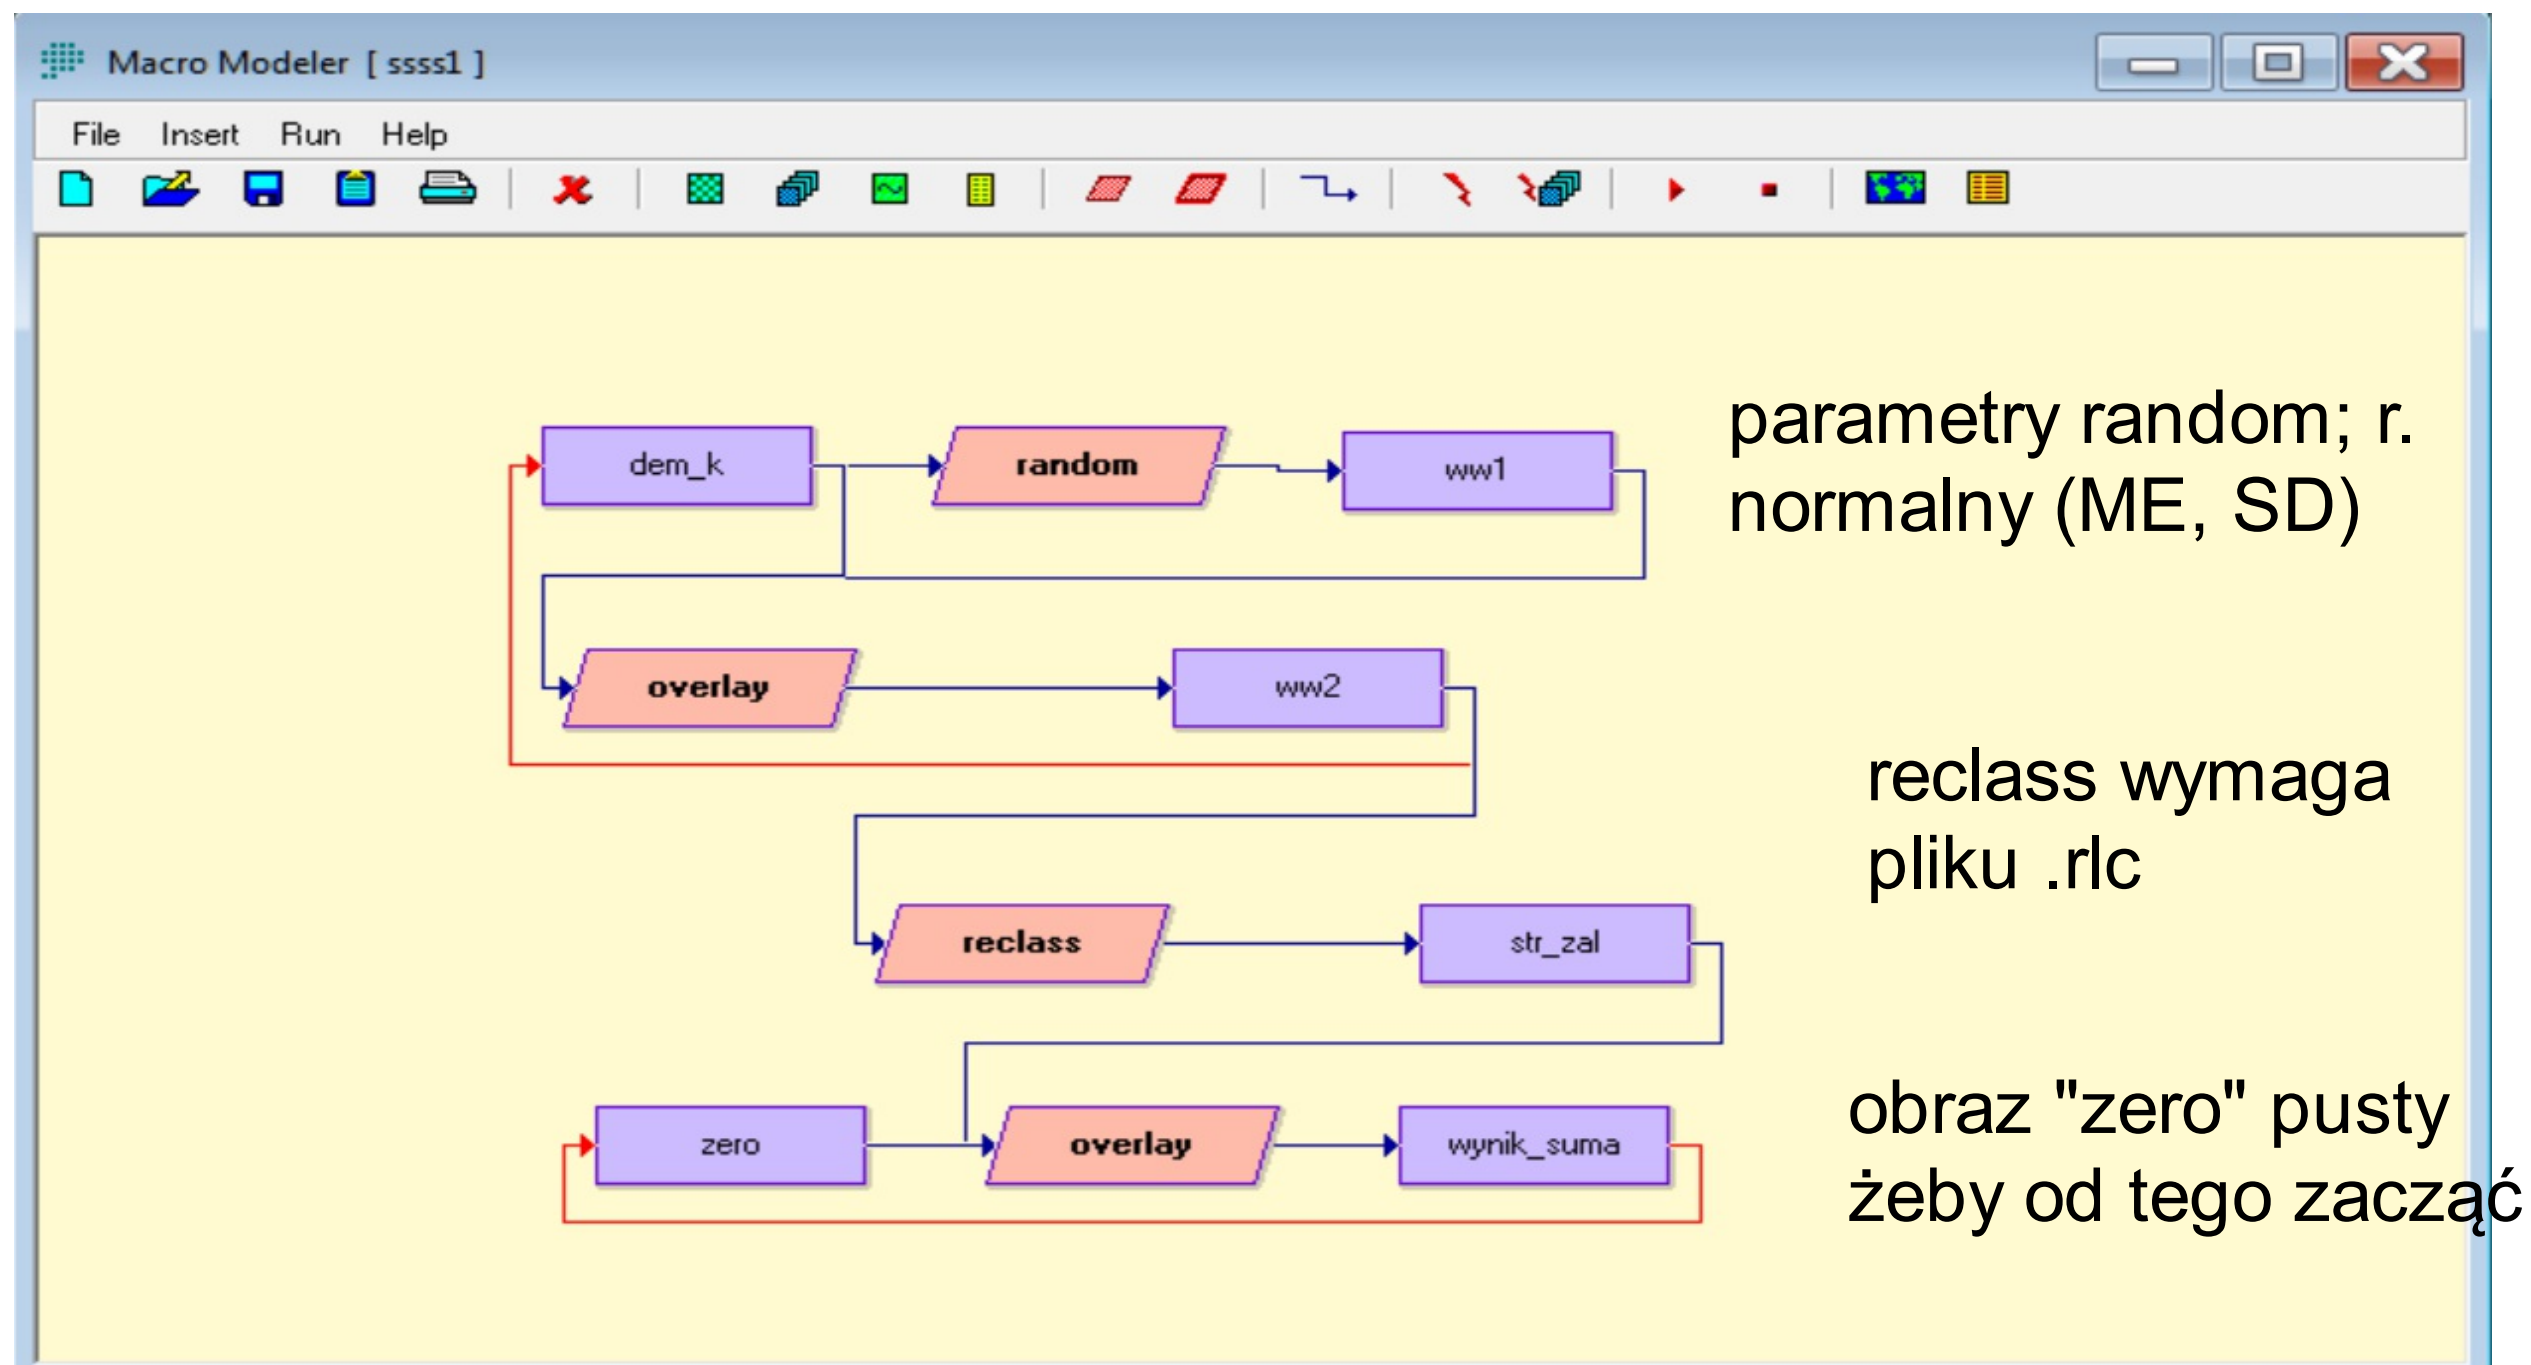 Macro Modeler [ ssss1 ]
File Insert Run Help
dem_k random ww1
parametry random; r.
normalny (ME, SD)
overlay ww2
reclass wymaga
pliku .rlc
reclass str_zal
obraz "zero" pusty
żeby od tego zacząć
zero overlay wynik_suma